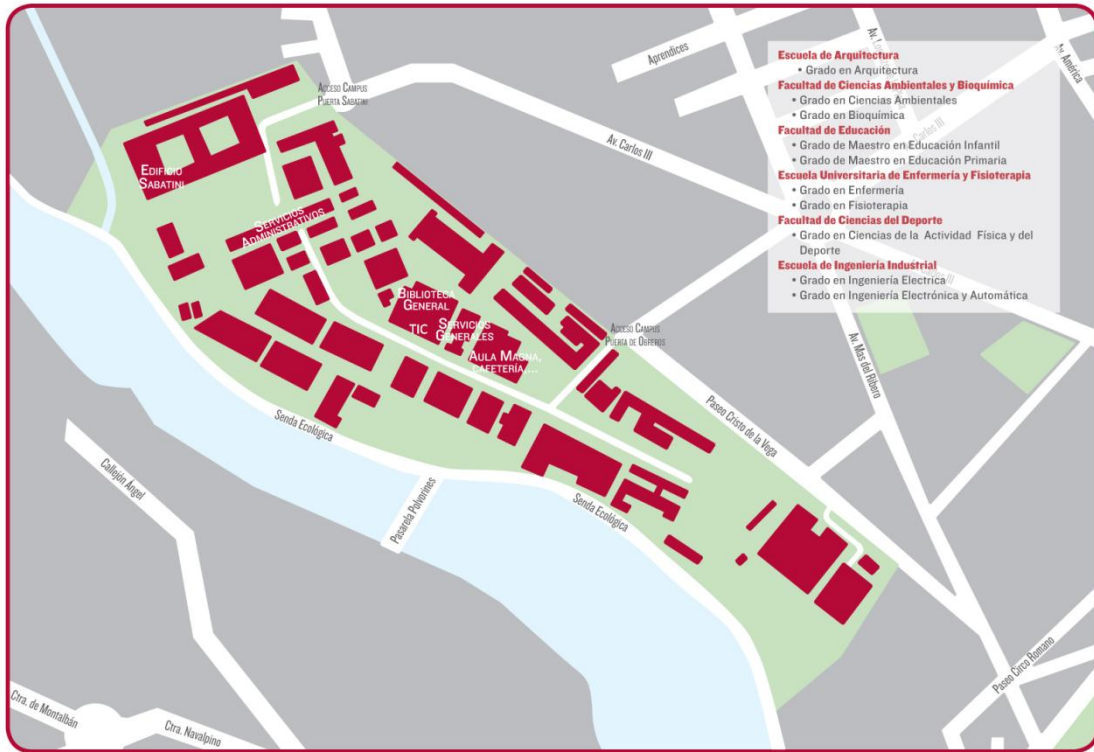 Escuela de Arquitectura
• Grado en Arquitectura
Facultad de Ciencias Ambientales y Bioquímica
• Grado en Ciencias Ambientales
• Grado en Bioquímica
Facultad de Educación
• Grado de Maestro en Educación Infantil
• Grado de Maestro en Educación Primaria
Escuela Universitaria de Enfermería y Fisioterapia
• Grado en Enfermería
• Grado en Fisioterapia
Facultad de Ciencias del Deporte
• Grado en Ciencias de la Actividad Física y del
Deporte
Escuela de Ingeniería Industrial
• Grado en Ingeniería Electrica
• Grado en Ingeniería Electrónica y Automática
Aprendices
Av. América
Av. Carlos III
Acceso Campus
Puerta Sabatini
Edificio
Sabatini
Servicios
Administrativos
Biblioteca
General
TIC
Servicios
Generales
Aula Magna,
cafetería,...
Acceso Campus
Puerta de Obreros
Av. Mas del Ribero
Paseo Cristo de la Vega
Senda Ecológica
Senda Ecológica
Pasarela Polvorines
Callejón Ángel
Paseo Circo Romano
Ctra. de Montalbán
Ctra. Navalpino